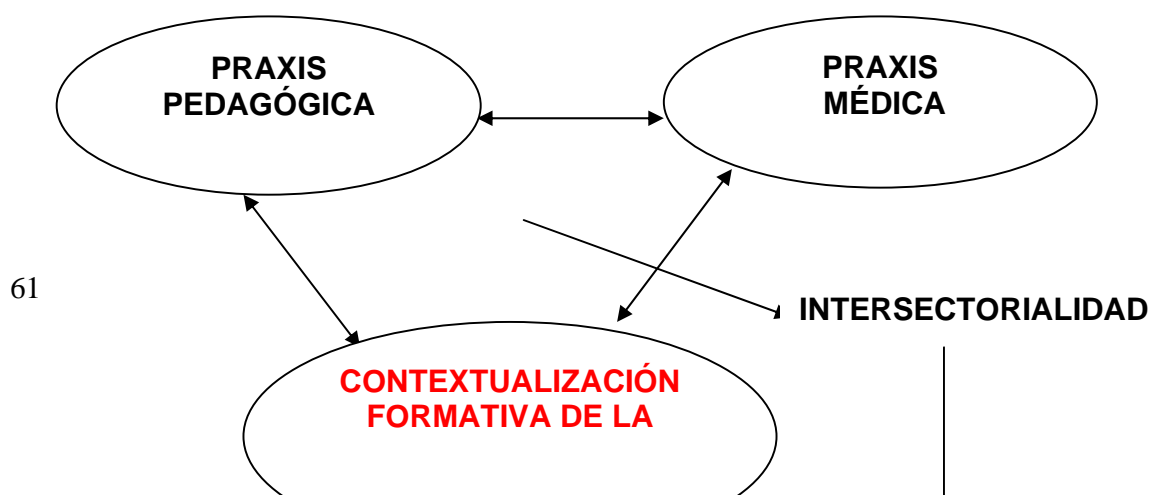 PRAXIS
PEDAGÓGICA
PRAXIS
MÉDICA
61
INTERSECTORIALIDAD
CONTEXTUALIZACIÓN
FORMATIVA DE LA